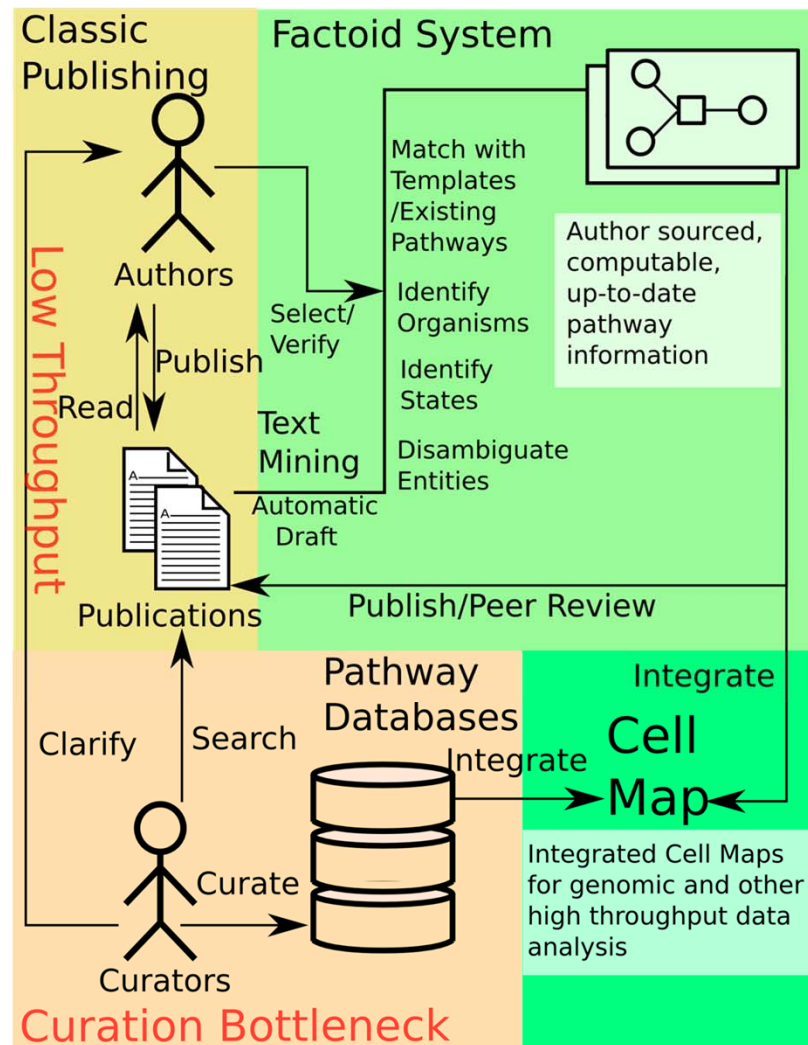 Classic
Publishing
Factoid System
Authors
Low Throughput
Publish
Read
Select/
Verify
Match with
Templates
/Existing
Pathways
Identify
Organisms
Identify
States
Disambiguate
Entities
Author sourced,
computable,
up-to-date
pathway
information
Text
Mining
Automatic
Draft
A
A
Publications
Publish/Peer Review
Pathway
Databases
Clarify
Search
Integrate
Integrate
Cell
Map
Curate
Curators
Integrated Cell Maps
for genomic and other
high throughput data
analysis
Curation Bottleneck